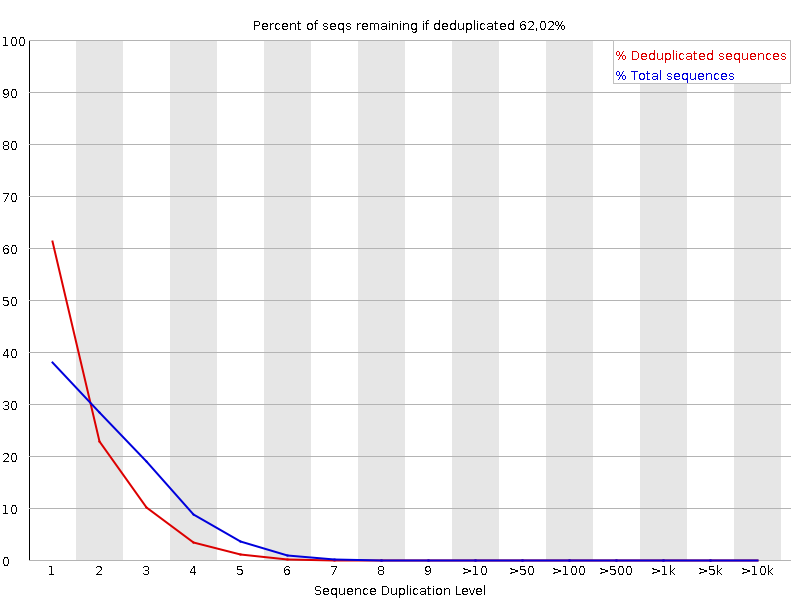 Percent of seqs remaining if deduplicated 62,02%
% Deduplicated sequences
% Total sequences
100
90
80
70
60
50
40
30
20
10
0
1 2 3 4 5 6 7 8 9 >10 >50 >100 >500 >1k >5k >10k
Sequence Duplication Level